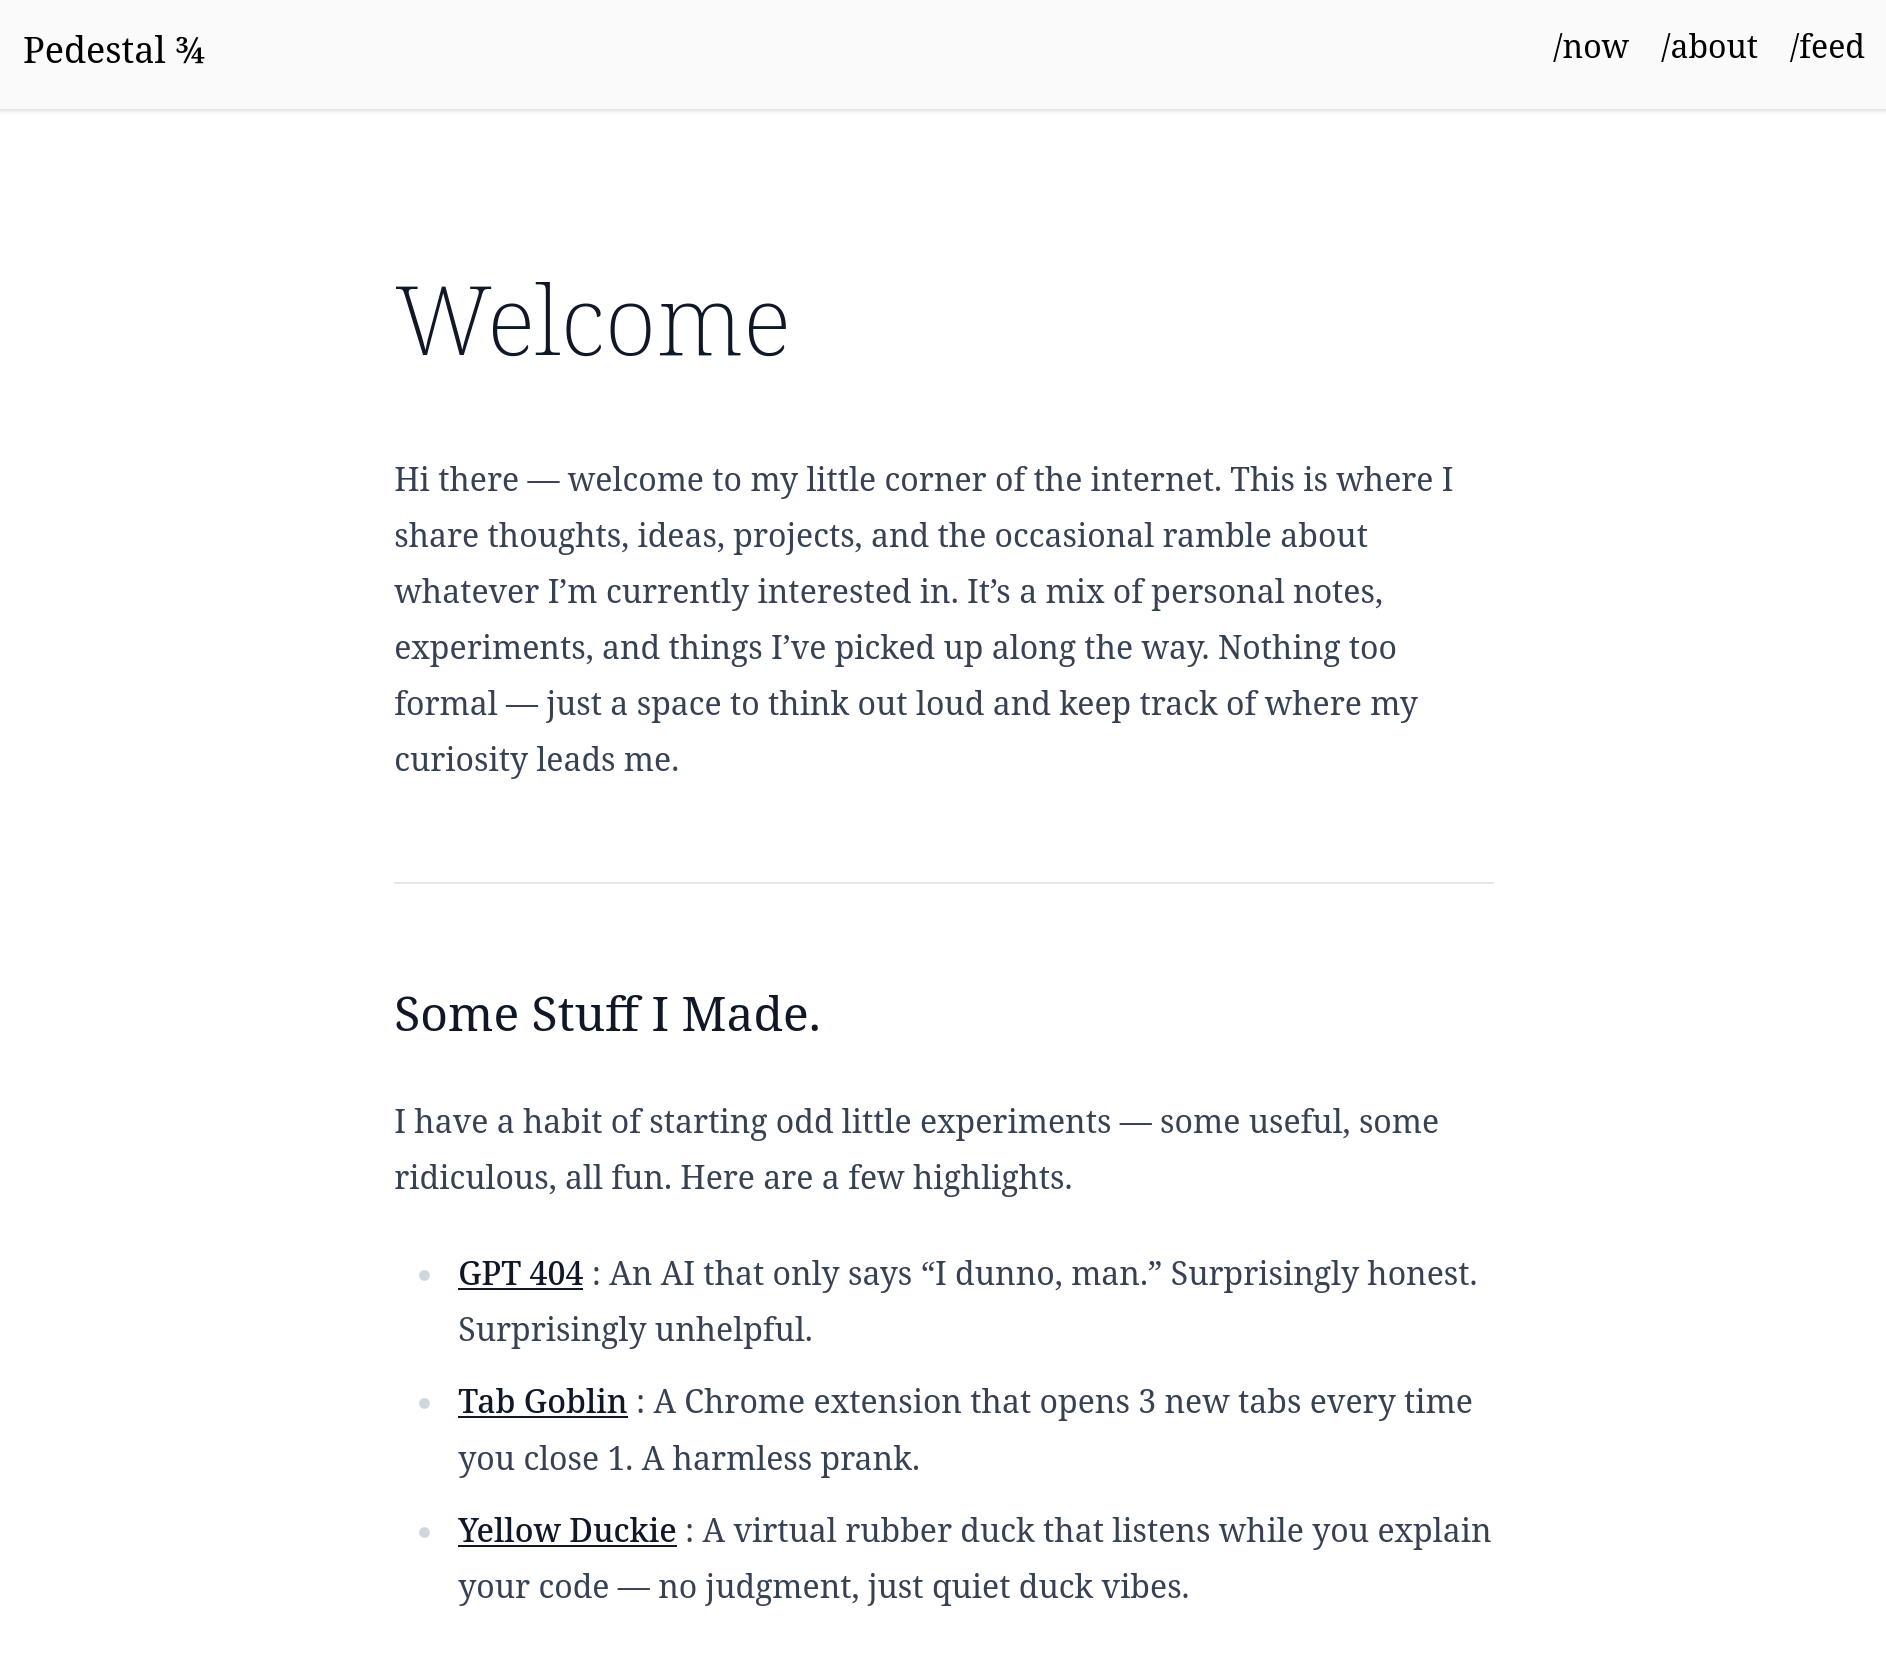 Pedestal ¾
/now /about /feed
Welcome
Hi there — welcome to my little corner of the internet. This is where I
share thoughts, ideas, projects, and the occasional ramble about
whatever I’m currently interested in. It’s a mix of personal notes,
experiments, and things I’ve picked up along the way. Nothing too
formal — just a space to think out loud and keep track of where my
curiosity leads me.
Some Stuff I Made.
I have a habit of starting odd little experiments — some useful, some
ridiculous, all fun. Here are a few highlights.
GPT 404 : An AI that only says “I dunno, man.” Surprisingly honest.
Surprisingly unhelpful.
Tab Goblin : A Chrome extension that opens 3 new tabs every time
you close 1. A harmless prank.
Yellow Duckie : A virtual rubber duck that listens while you explain
your code — no judgment, just quiet duck vibes.